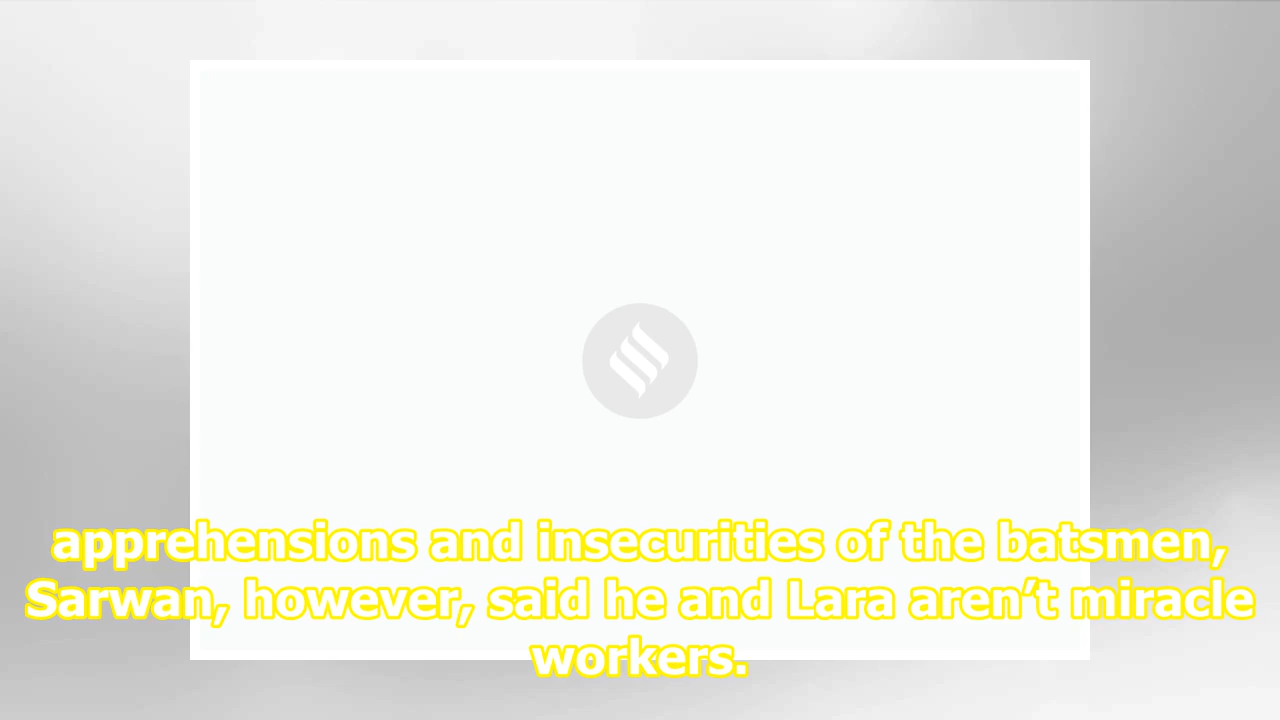 apprehensions and insecurities of the batsmen,
Sarwan, however, said he and Lara aren’t miracle
workers.